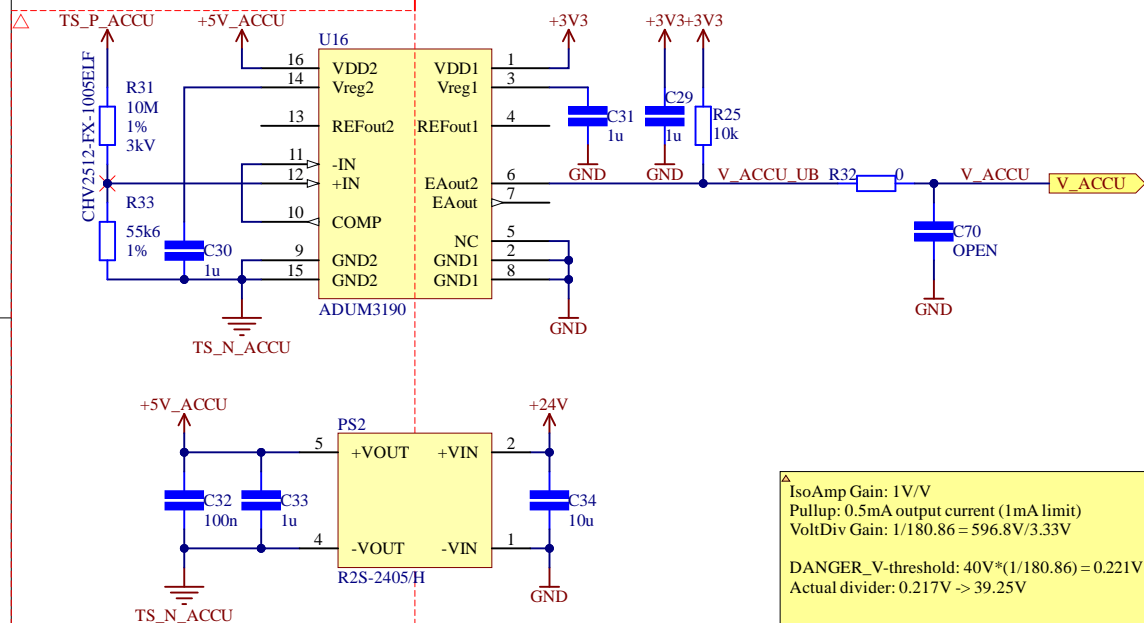 TS_P_ACCU
+5V_ACCU
+3V3
+3V3+3V3
U16
CHV2512-FX-1005ELF
R31
10M
1%
3kV
16 VDD2
14 Vreg2
13 REFout2
11 -IN
12 +IN
10 COMP
9 GND2
15 GND2
VDD1 1
Vreg1 3
REFout1 4
EAout2 6
EAout 7
NC 5
GND1 2
GND1 8
ADUM3190
C31
1u
GND
C29
1u
GND
R25
10k
V_ACCU_UB R32 0 V_ACCU V_ACCU
R33
55k6
1%
C30
1u
C70
OPEN
GND
GND
TS_N_ACCU
+5V_ACCU
+24V
PS2
5 +VOUT +VIN 2
4 -VOUT -VIN 1
R2S-2405/H
C32
100n
C33
1u
C34
10u
GND
TS_N_ACCU
IsoAmp Gain: 1V/V
Pullup: 0.5mA output current (1mA limit)
VoltDiv Gain: 1/180.86 = 596.8V/3.33V
DANGER_V-threshold: 40V*(1/180.86) = 0.221V
Actual divider: 0.217V -> 39.25V